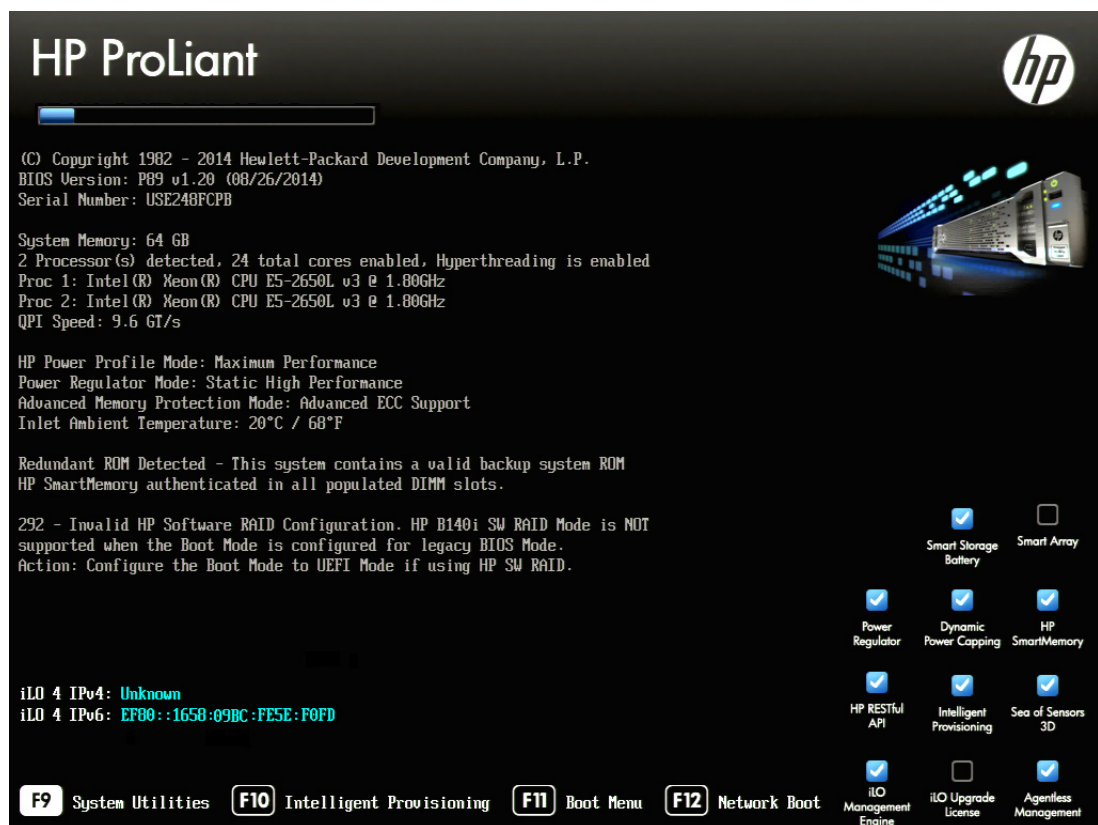 HP ProLiant
hp
(C) Copyright 1982 - 2014 Hewlett-Packard Development Company, L.P.
BIOS Version: P89 v1.20 (08/26/2014)
Serial Number: USE248FCPB
System Memory: 64 GB
2 Processor(s) detected, 24 total cores enabled, Hyperthreading is enabled
Proc 1: Intel(R) Xeon(R) CPU E5-2650L v3 @ 1.80GHz
Proc 2: Intel(R) Xeon(R) CPU E5-2650L v3 @ 1.80GHz
QPI Speed: 9.6 GT/s
HP Power Profile Mode: Maximum Performance
Power Regulator Mode: Static High Performance
Advanced Memory Protection Mode: Advanced ECC Support
Inlet Ambient Temperature: 20°C / 68°F
Redundant ROM Detected - This system contains a valid backup system ROM
HP SmartMemory authenticated in all populated DIMM slots.
292 - Invalid HP Software RAID Configuration. HP B140i SW RAID Mode is NOT
supported when the Boot Mode is configured for legacy BIOS Mode.
Action: Configure the Boot Mode to UEFI Mode if using HP SW RAID.
Smart Storage
Battery
Smart Array
Power
Regulator
Dynamic
Power Capping
HP
SmartMemory
iLO 4 IPv4: Unknown
iLO 4 IPv6: EF80::1658:09BC:FE5E:F0FD
HP RESTful
API
Intelligent
Provisioning
Sea of Sensors
3D
F9 System Utilities F10 Intelligent Provisioning F11 Boot Menu F12 Network Boot
iLO
Management
Engine
iLO Upgrade
License
Agentless
Management